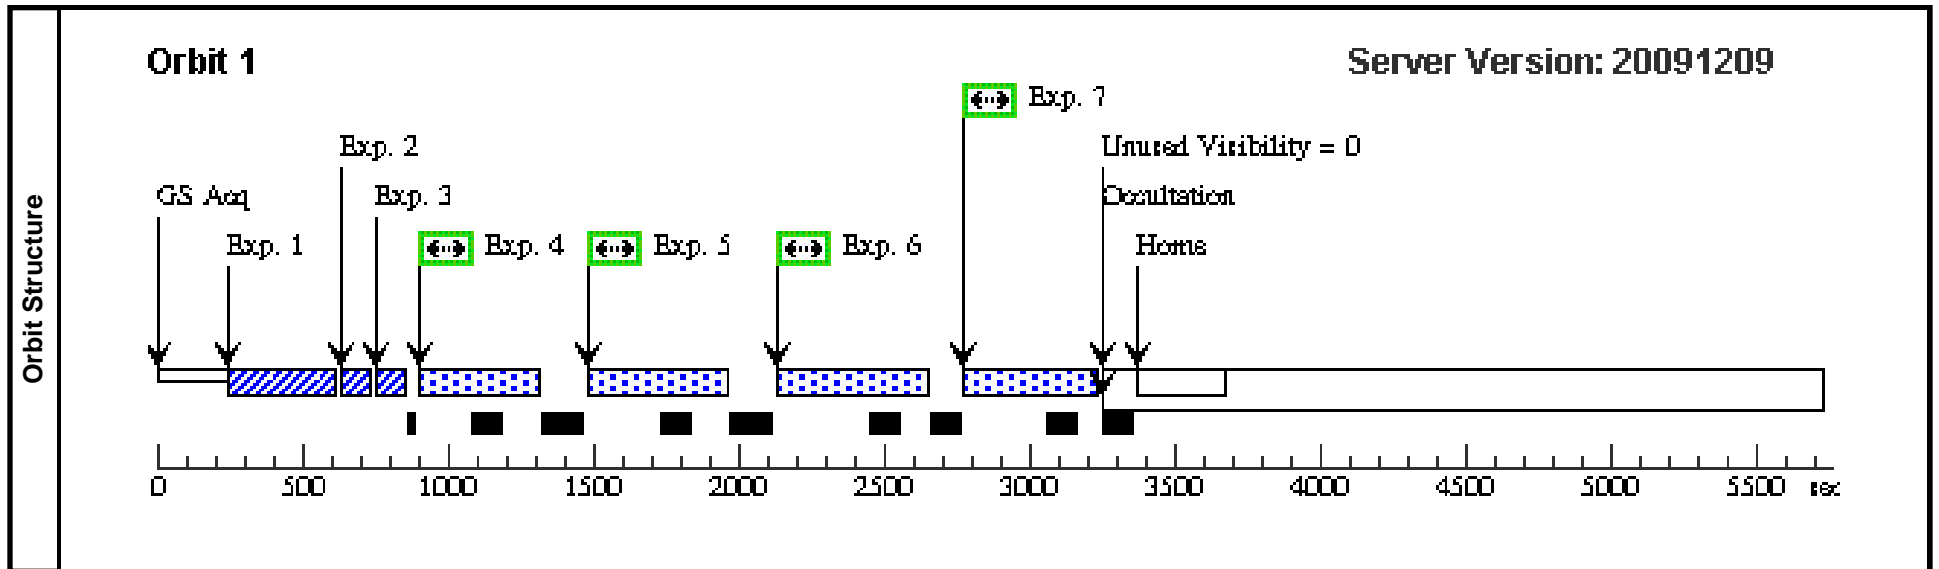 Orbit Structure
Orbit 1
Server Version: 20091209
Exp. 7
Exp. 2
Unused Visibility = 0
GS Acq
Exp. 3
Occultation
Exp. 1
Exp. 4
Exp. 5
Exp. 6
Home
0 500 1000 1500 2000 2500 3000 3500 4000 4500 5000 5500 sec